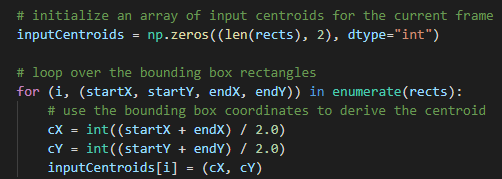 # initialize an array of input centroids for the current frame
inputCentroids = np.zeros((len(rects), 2), dtype="int")
# loop over the bounding box rectangles
for (i, (startX, startY, endX, endY)) in enumerate(rects):
# use the bounding box coordinates to derive the centroid
cX = int((startX + endX) / 2.0)
cY = int((startY + endY) / 2.0)
inputCentroids[i] = (cX, cY)